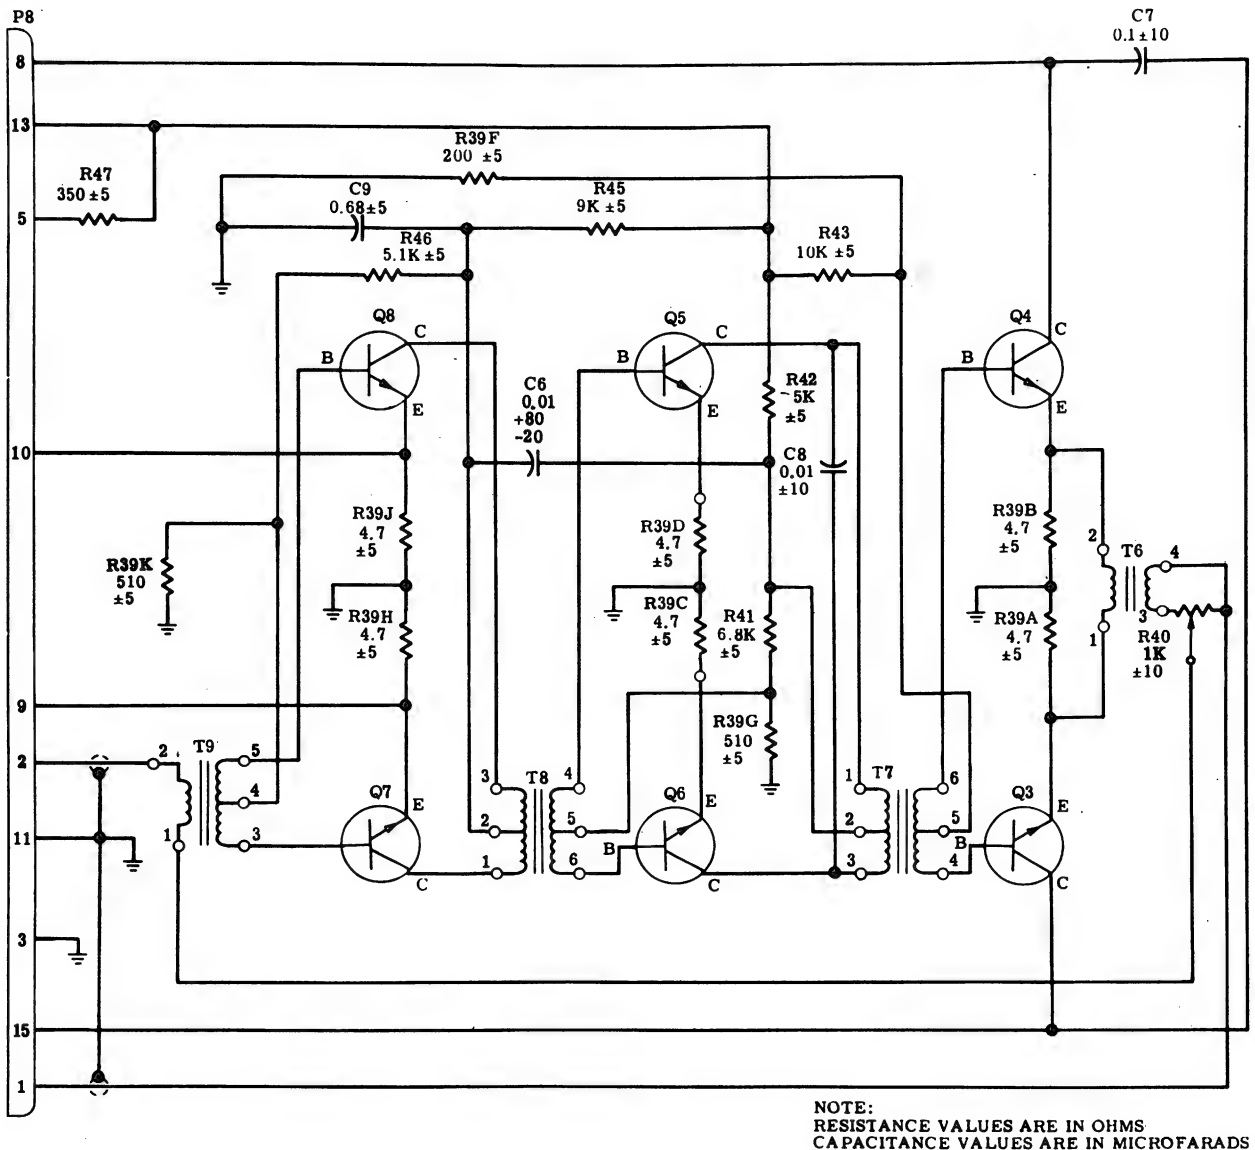 P8
C7
0.1±10
8
13
R39F
200 ±5
R47
350 ±5
C9
0.68±5
R45
9K ±5
5
R46
5.1K ±5
R43
10K ±5
Q8
C
B
E
Q5
C
B
E
Q4
C
B
E
C6
0.01
+80
-20
R42
5K
±5
C8
0.01
±10
10
R39J
4.7
±5
R39D
4.7
±5
R39B
4.7
±5
2
T6
4
R39K
510
±5
R39H
4.7
±5
R39C
4.7
±5
R41
6.8K
±5
R39A
4.7
±5
1
3
R40
1K
±10
9
R39G
510
±5
2
2
T9
5
4
1
3
3
T8
4
2
5
1
6
1
T7
6
2
5
3
4
Q7
E
C
Q6
E
B
C
Q3
E
B
C
11
3
15
1
NOTE:
RESISTANCE VALUES ARE IN OHMS
CAPACITANCE VALUES ARE IN MICROFARADS